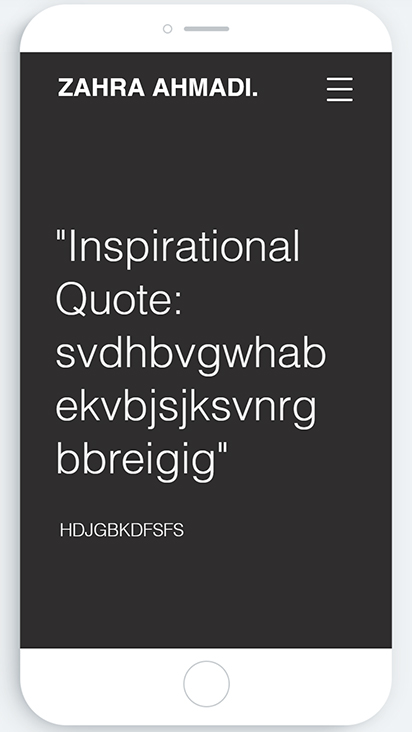 ZAHRA AHMADI.
"Inspirational
Quote:
svdhbvgwhab
ekvbjsjksvnrg
bbreigig"
HDJGBKDFSFS